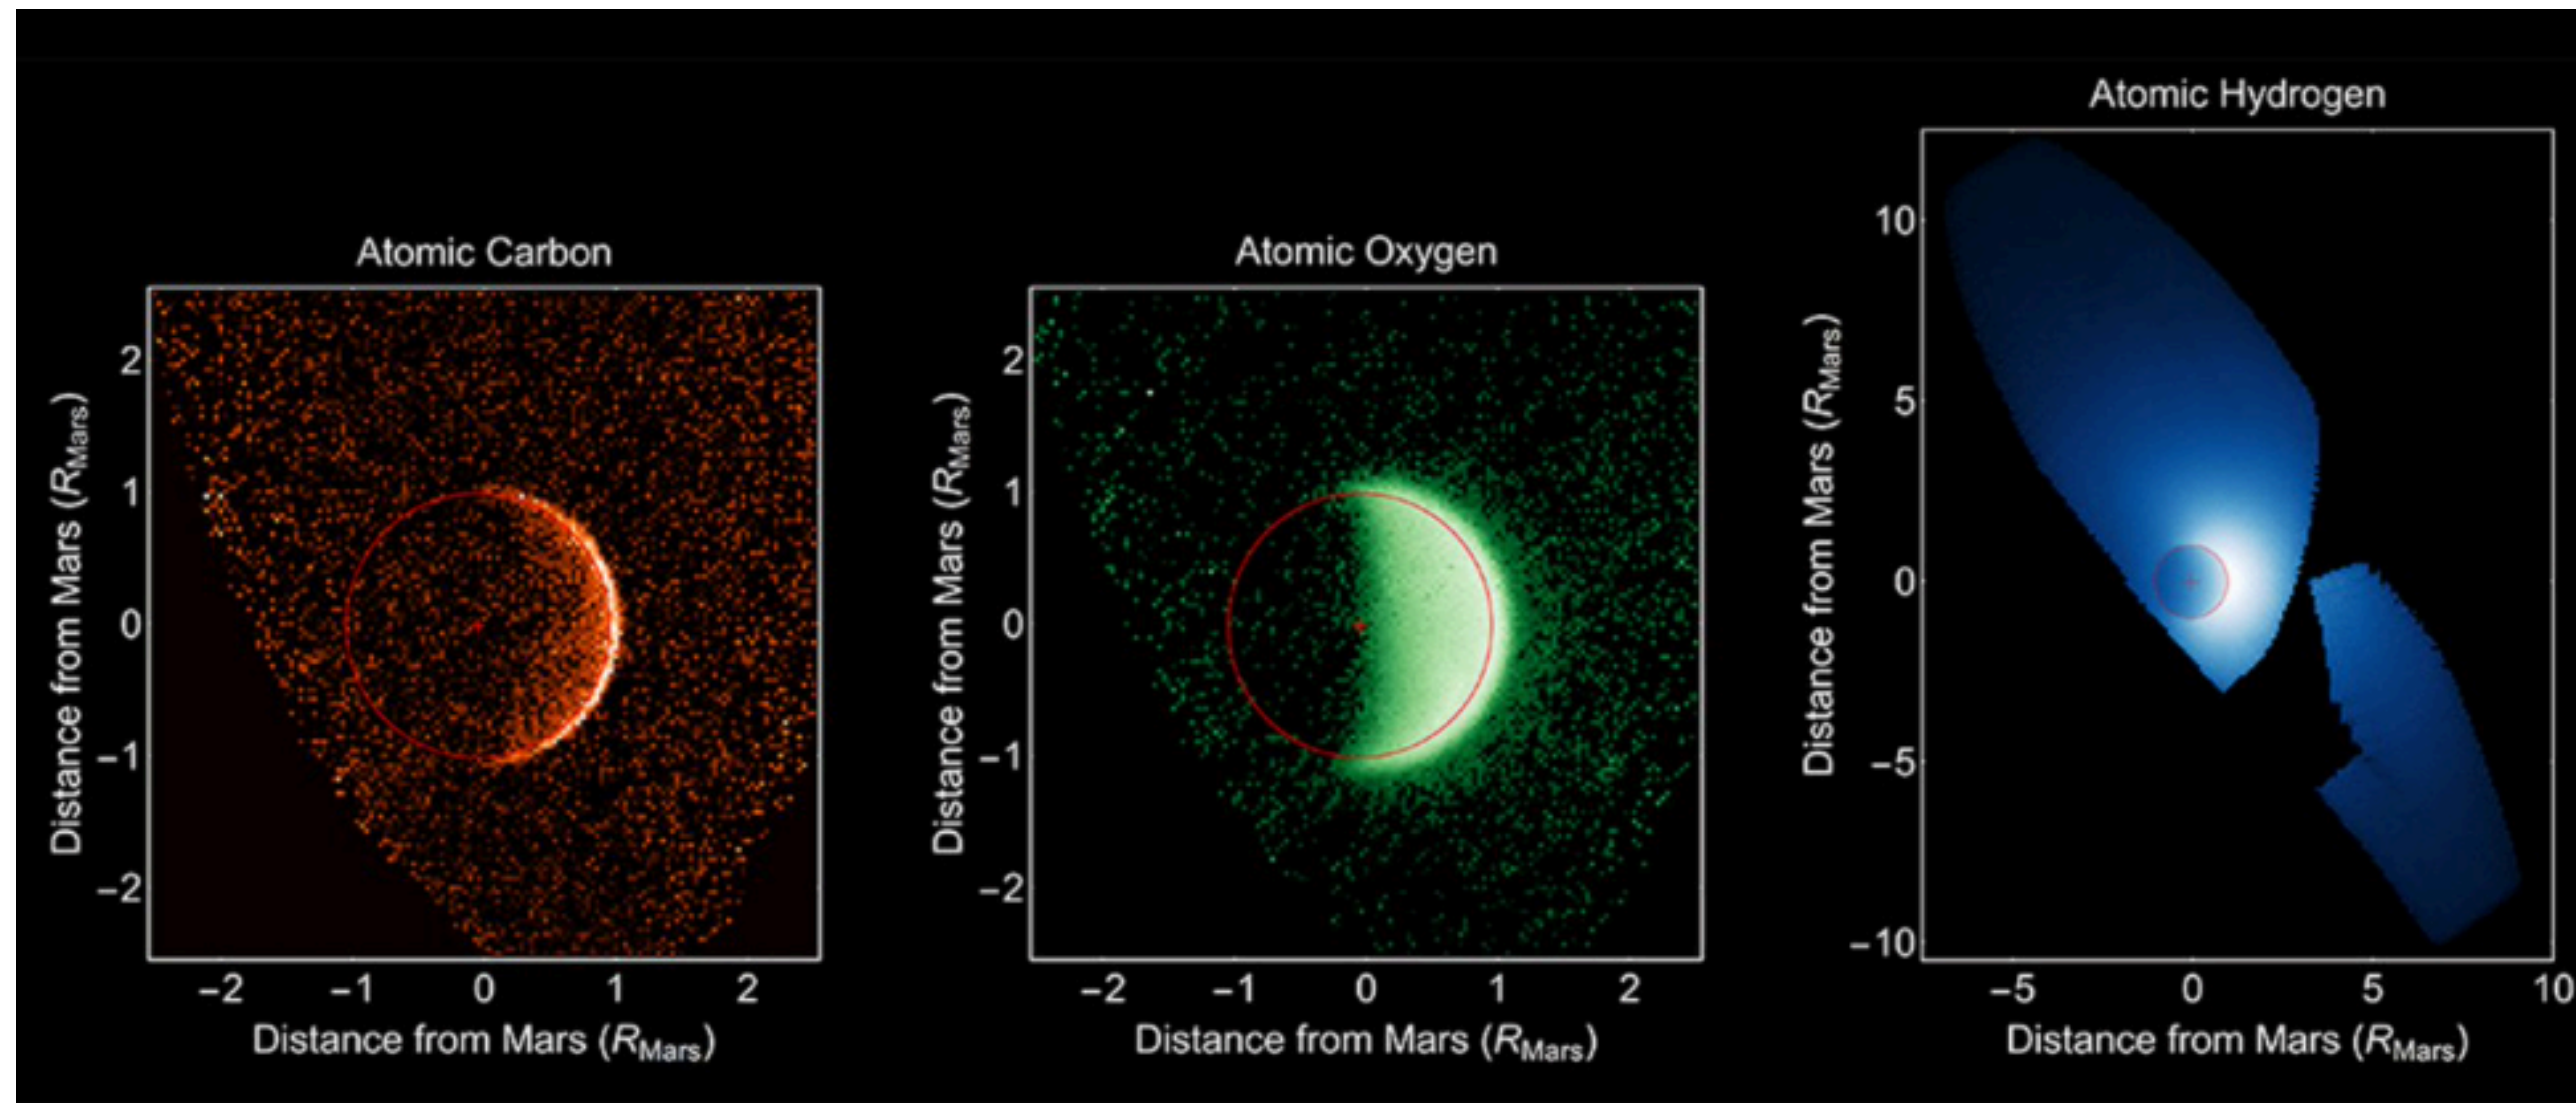 Atomic Carbon
2
1
0
−1
−2
−2 −1 0 1 2
Distance from Mars (RMars)
Distance from Mars (RMars)
Atomic Oxygen
2
1
0
−1
−2
−2 −1 0 1 2
Distance from Mars (RMars)
Distance from Mars (RMars)
Atomic Hydrogen
10
5
0
−5
−10
−5 0 5 10
Distance from Mars (RMars)
Distance from Mars (RMars)